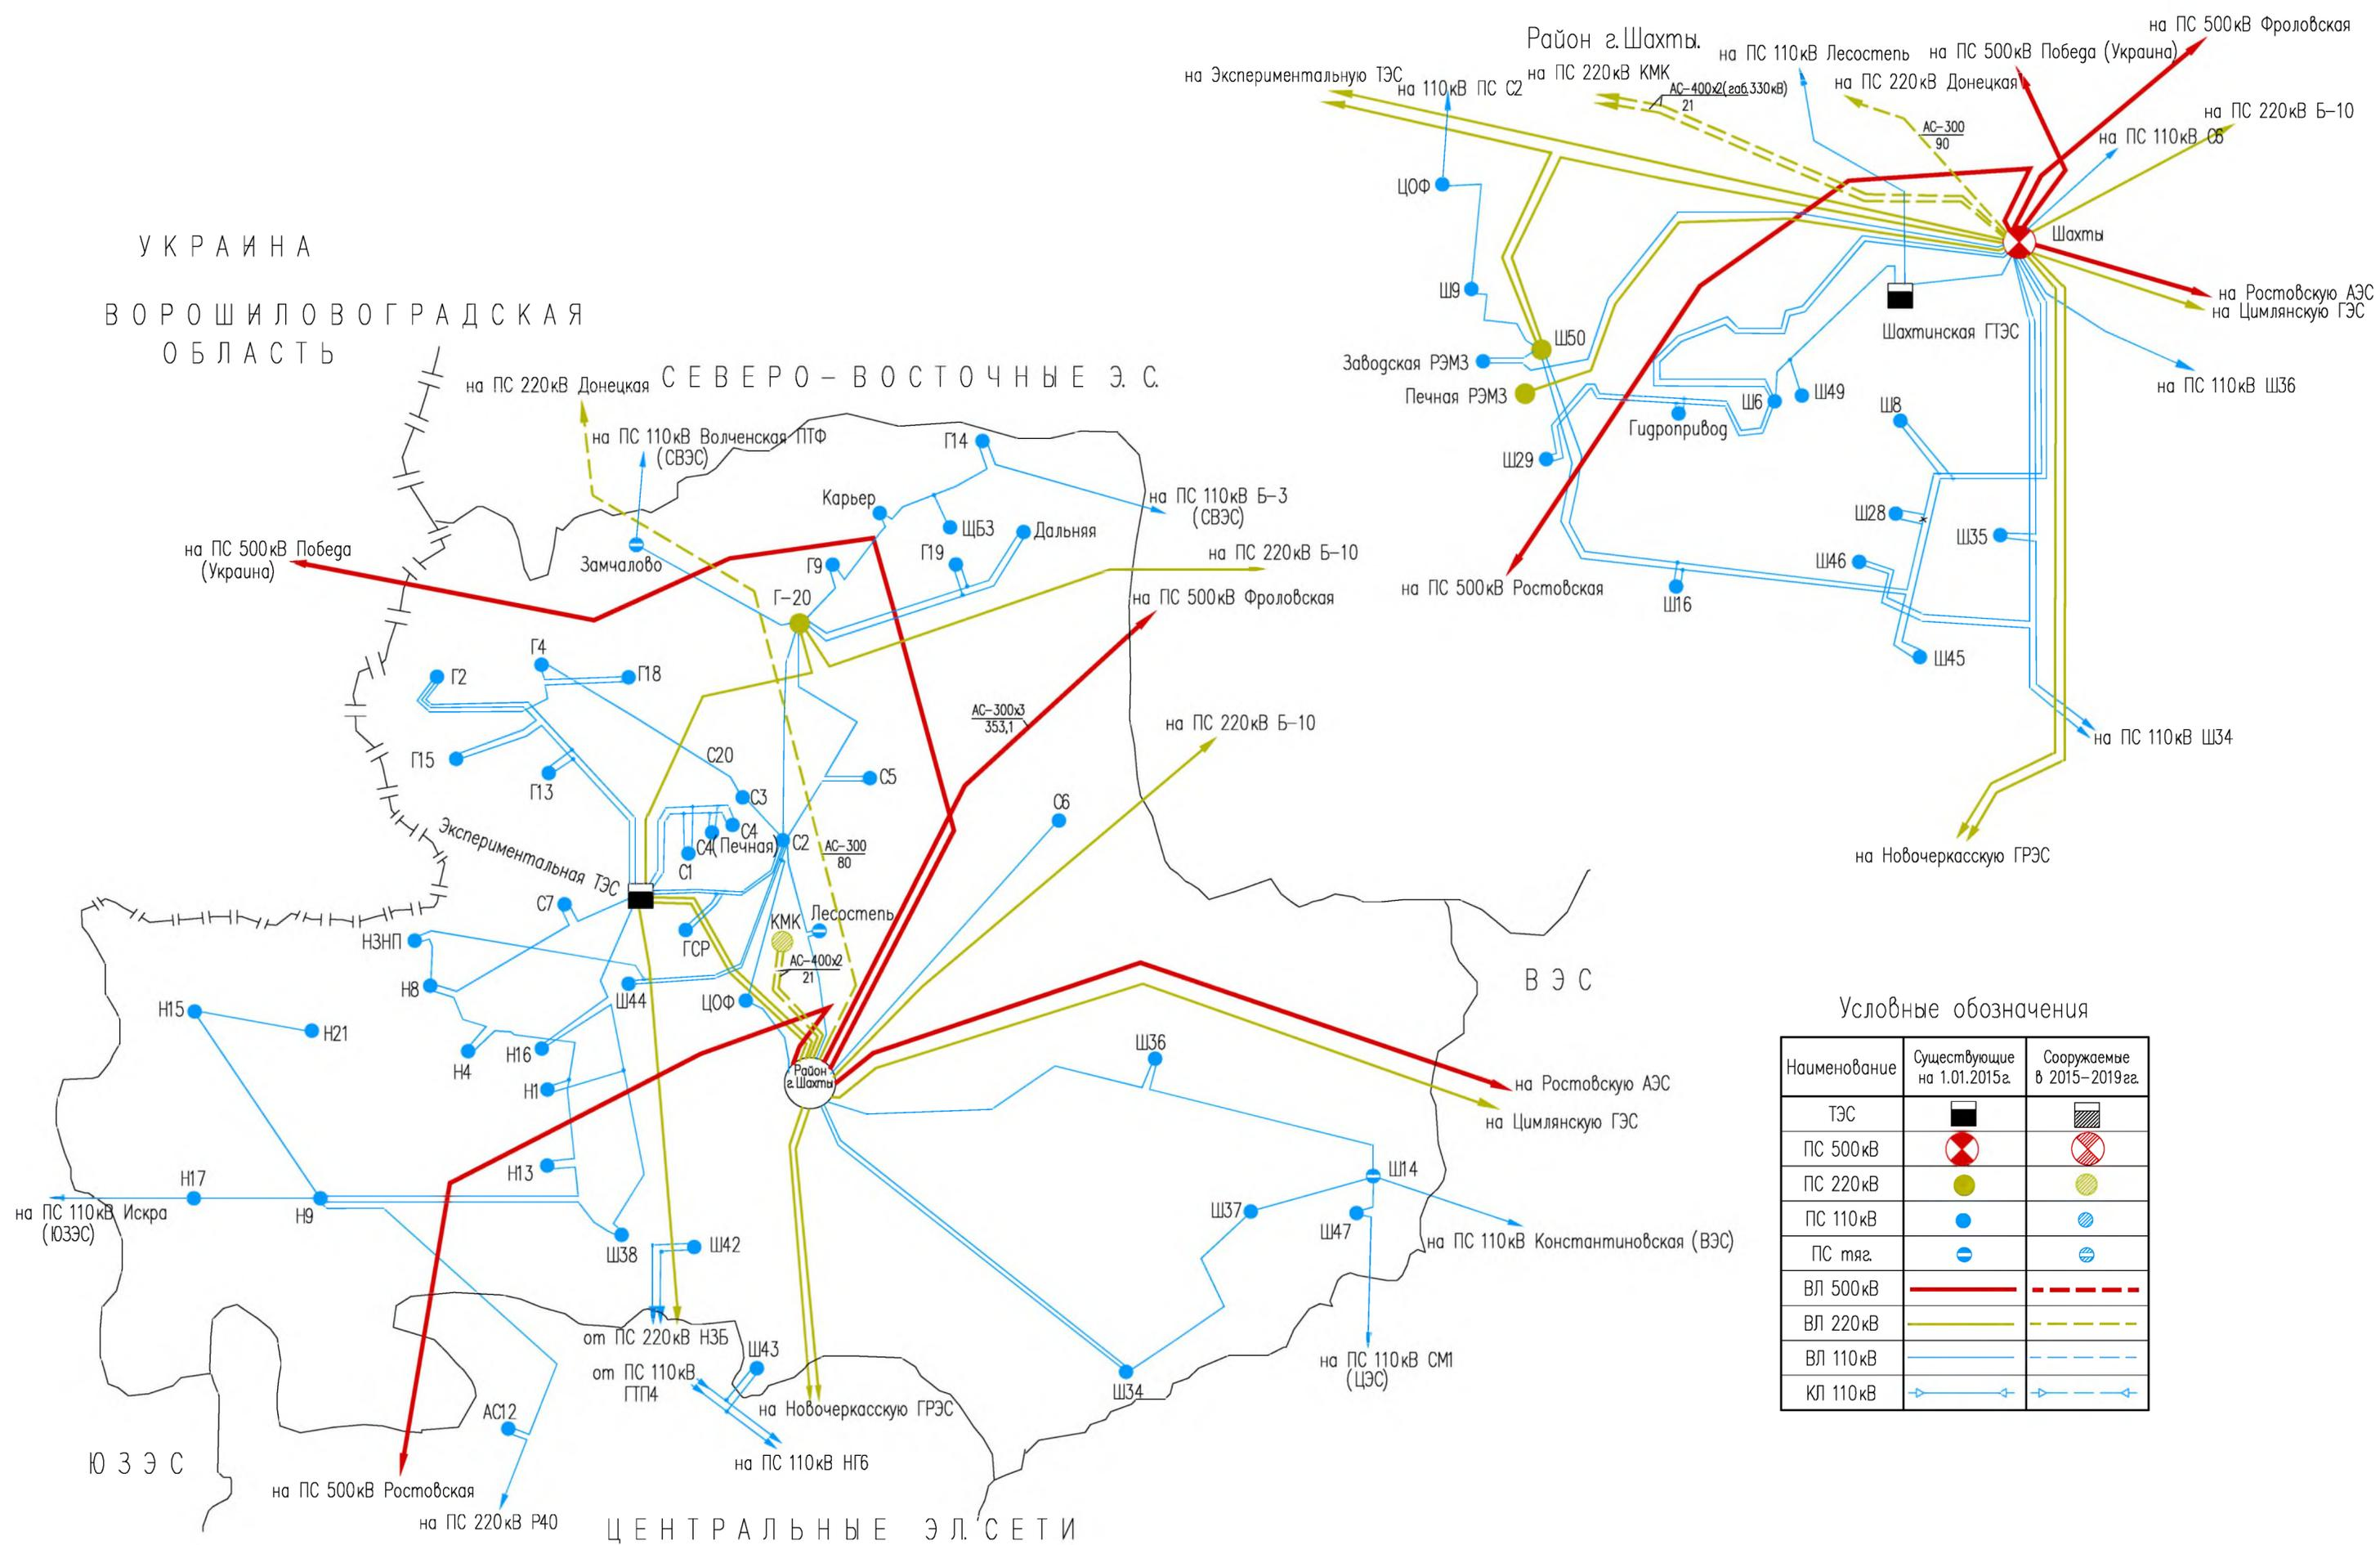 Район г.Шахты.
на ПС 500кВ Фроловская
на ПС 110кВ Лесостепь
на ПС 500кВ Победа (Украина)
на Экспериментальную ТЭС
на ПС 220кВ КМК
на 110кВ ПС С2
АС-400х2(габ.330кВ)
21
на ПС 220кВ Донецкая
на ПС 220кВ Б-10
АС-300
90
на ПС 110кВ С6
ЦОФ
Шахты
Ш9
на Ростовскую АЭС
на Цимлянскую ГЭС
Шахтинская ГТЭС
Ш50
Заводская РЭМЗ
Печная РЭМЗ
на ПС 110кВ Ш36
Ш6
Ш49
Ш8
Гидропривод
Ш29
Ш28
Ш35
Ш46
на ПС 500кВ Ростовская
Ш16
Ш45
на ПС 110кВ Ш34
на Новочеркасскую ГРЭС
УКРАИНА
ВОРОШИЛОВОГРАДСКАЯ
ОБЛАСТЬ
СЕВЕРО-ВОСТОЧНЫЕ Э. С.
на ПС 220кВ Донецкая
на ПС 110кВ Волченская ПТФ
(СВЭС)
Г14
Карьер
на ПС 110кВ Б-3
(СВЭС)
ЩБЗ
Дальняя
на ПС 500кВ Победа
(Украина)
Замчалово
Г9
Г19
на ПС 220кВ Б-10
Г-20
на ПС 500кВ Фроловская
Г4
Г2
Г18
АС-300х3
353,1
на ПС 220кВ Б-10
Г15
С20
Г13
С5
С3
С6
С4
С4(Печная)
С2
С1
АС-300
80
Экспериментальная ТЭС
С7
КМК
Лесостепь
НЗНП
ГСР
АС-400х2
21
Н8
Ш44
ЦОФ
ВЭС
Н15
Н21
Н16
Н4
Ш36
Район
г.Шахты
Н1
на Ростовскую АЭС
на Цимлянскую ГЭС
Н13
Н17
Ш14
на ПС 110кВ Искра
(ЮЗЭС)
Н9
Ш37
Ш47
Ш38
Ш42
на ПС 110кВ Константиновская (ВЭС)
от ПС 220кВ НЗБ
Ш43
от ПС 110кВ
ГТП4
на ПС 110кВ СМ1
(ЦЭС)
Ш34
на Новочеркасскую ГРЭС
АС12
на ПС 110кВ НГ6
ЮЗЭС
на ПС 500кВ Ростовская
на ПС 220кВ Р40
ЦЕНТРАЛЬНЫЕ ЭЛ.СЕТИ
Условные обозначения
Наименование
Существующие
на 1.01.2015г.
Сооружаемые
в 2015-2019гг.
ТЭС
ПС 500кВ
ПС 220кВ
ПС 110кВ
ПС тяг.
ВЛ 500кВ
ВЛ 220кВ
ВЛ 110кВ
КЛ 110кВ